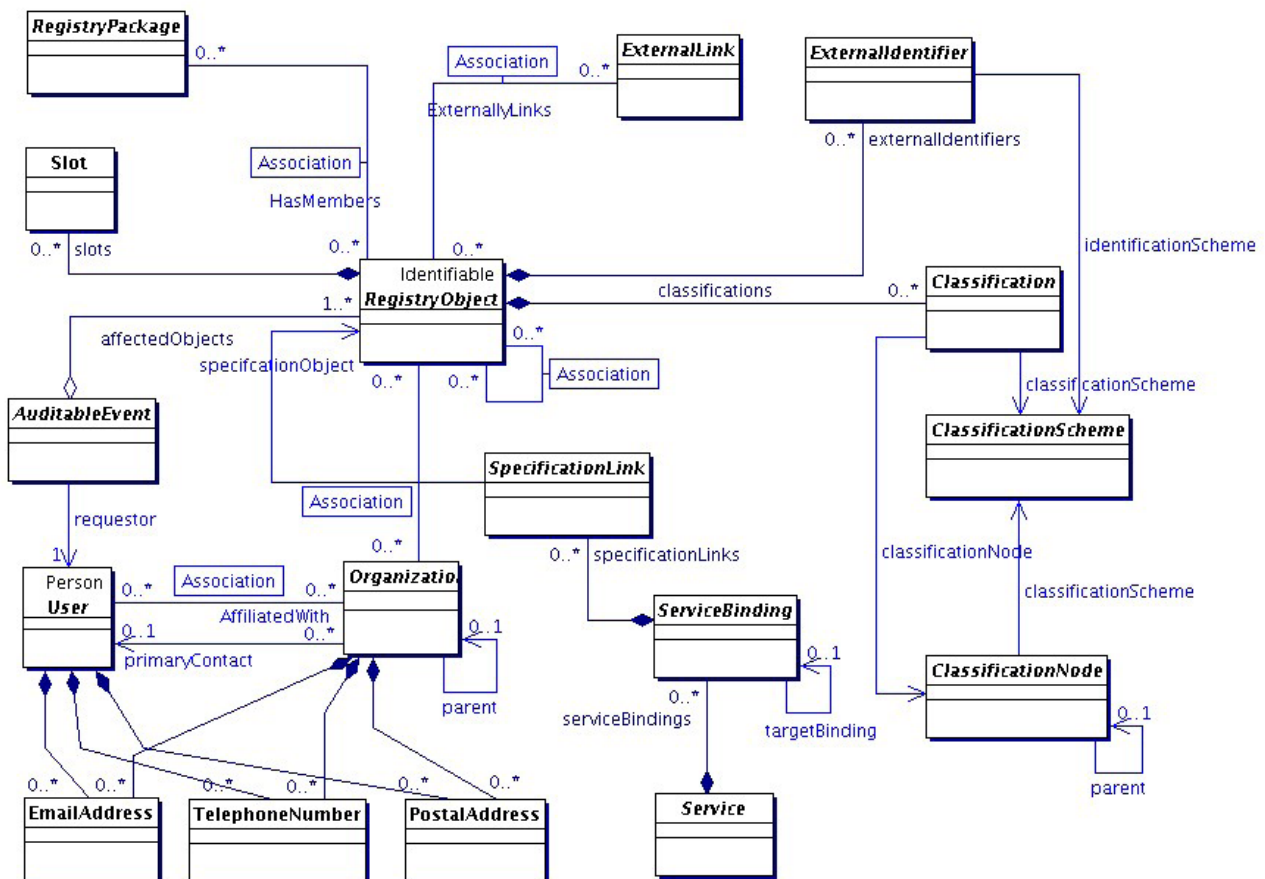 RegistryPackage
0..*
Association
ExternalLink
0..*
ExternallyLinks
ExternalIdentifier
0..* externalIdentifiers
Slot
0..* slots
Association
HasMembers
0..*
0..*
identificationScheme
Identifiable
RegistryObject
classifications
0..*
Classification
1..*
affectedObjects
specifcationObject
0..*
0..*
0..*
Association
classificationScheme
AuditableEvent
ClassificationScheme
SpecificationLink
Association
requestor
1
0..*
0..* specificationLinks
classificationNode
classificationScheme
Person
User
0..*
Association
0..*
AffiliatedWith
Organizatio
0..1
0..*
primaryContact
0..1
parent
ServiceBinding
0..1
targetBinding
0..*
serviceBindings
ClassificationNode
0..1
parent
0..*
0..*
0..*
0..*
0..*
0..*
EmailAddress
TelephoneNumber
PostalAddress
Service